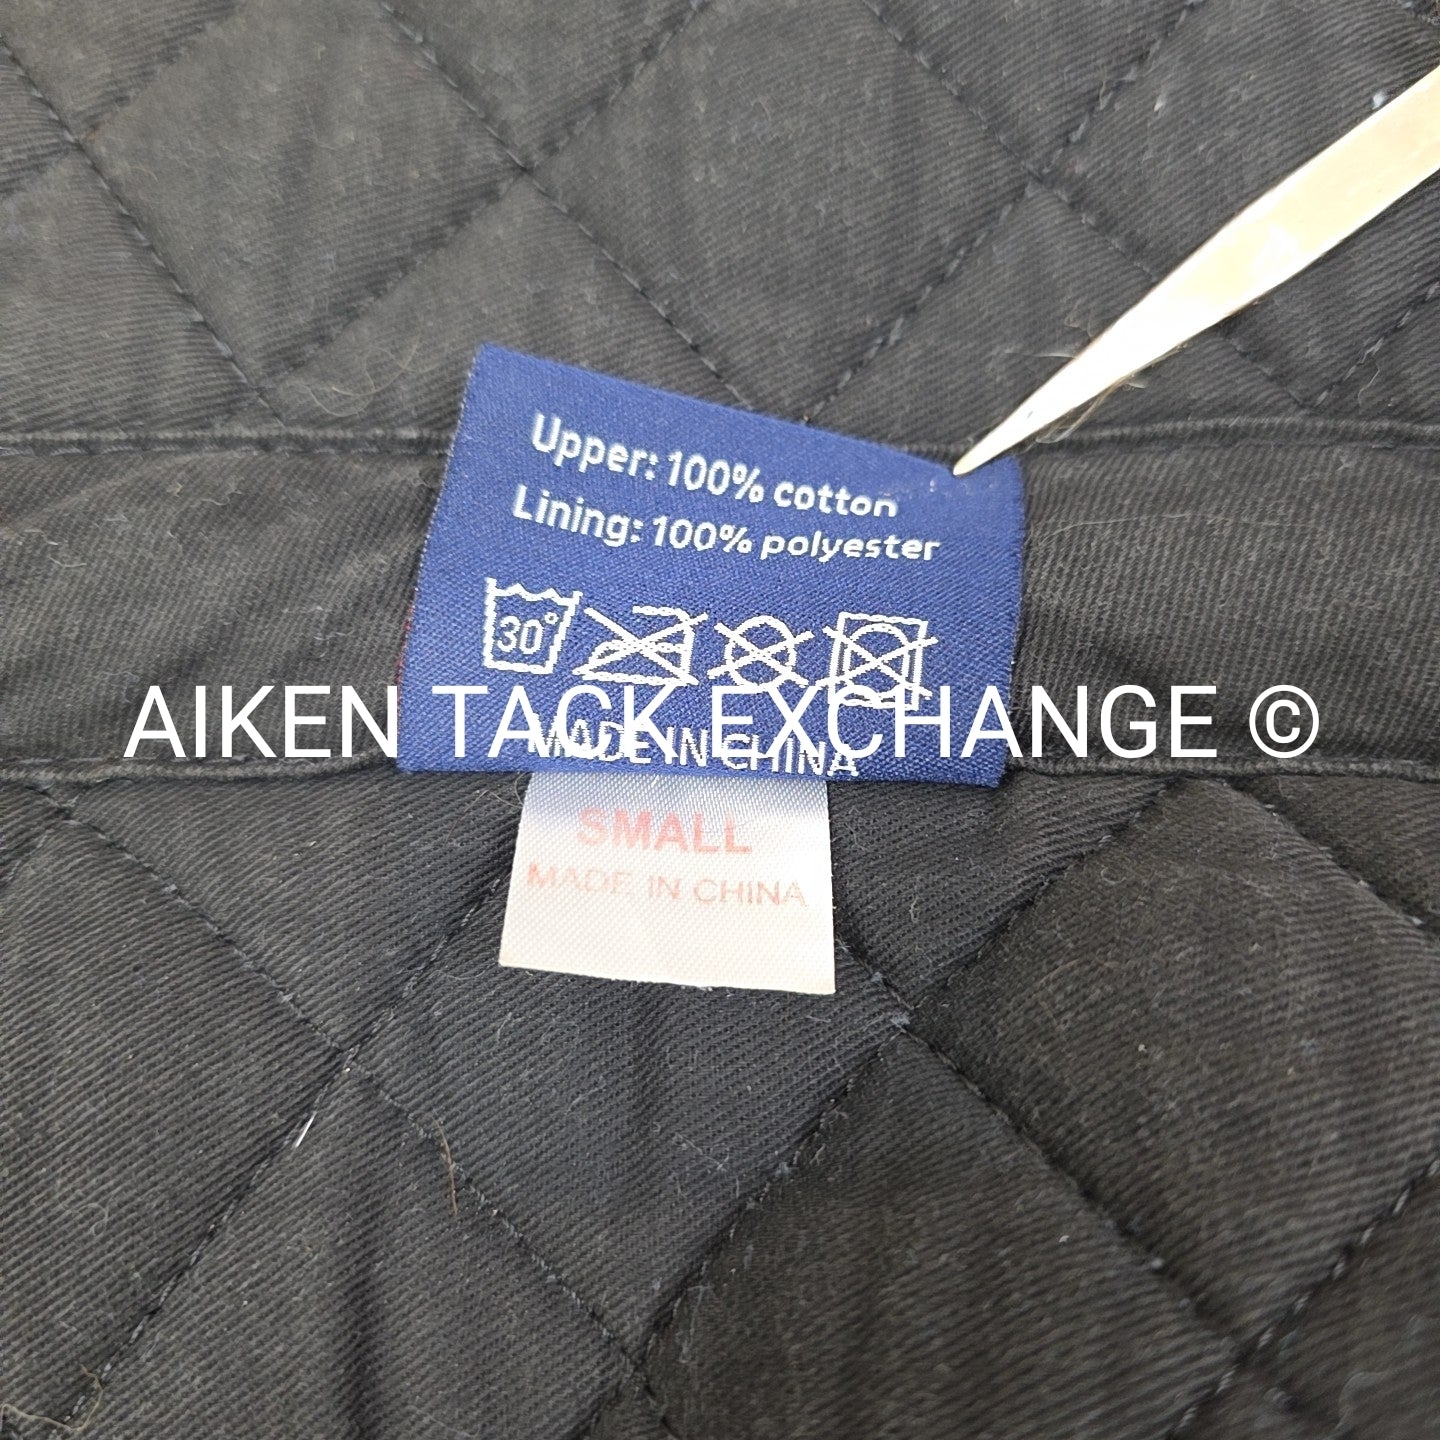 Upper: 100% cotton
Lining: 100% polyester
30°
AIKEN TACK EXCHANGE ©
MADE IN CHINA
SMALL
MADE IN CHINA